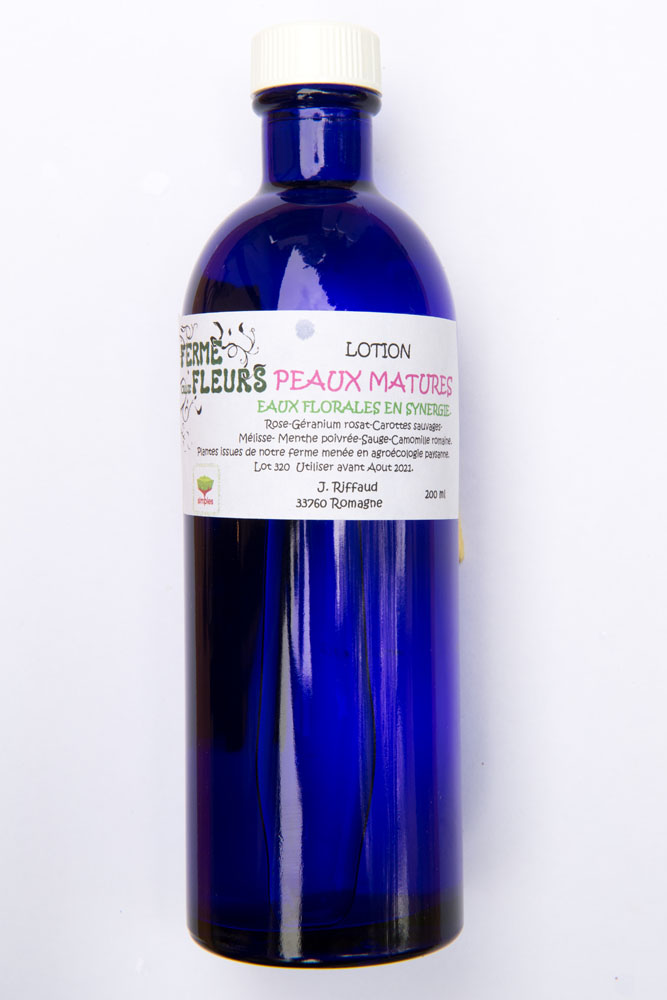 FERME
aux FLEURS
LOTION
PEAUX MATURES
EAUX FLORALES EN SYNERGIE.
Rose-Géranium rosat-Carottes sauvages-
Mélisse- Menthe poivrée-Sauge-Camomille romaine.
Plantes issues de notre ferme menée en agroécologie paysanne.
Lot 320 Utiliser avant Aout 2021.
J. Riffaud
33760 Romagne
200 ml
simples